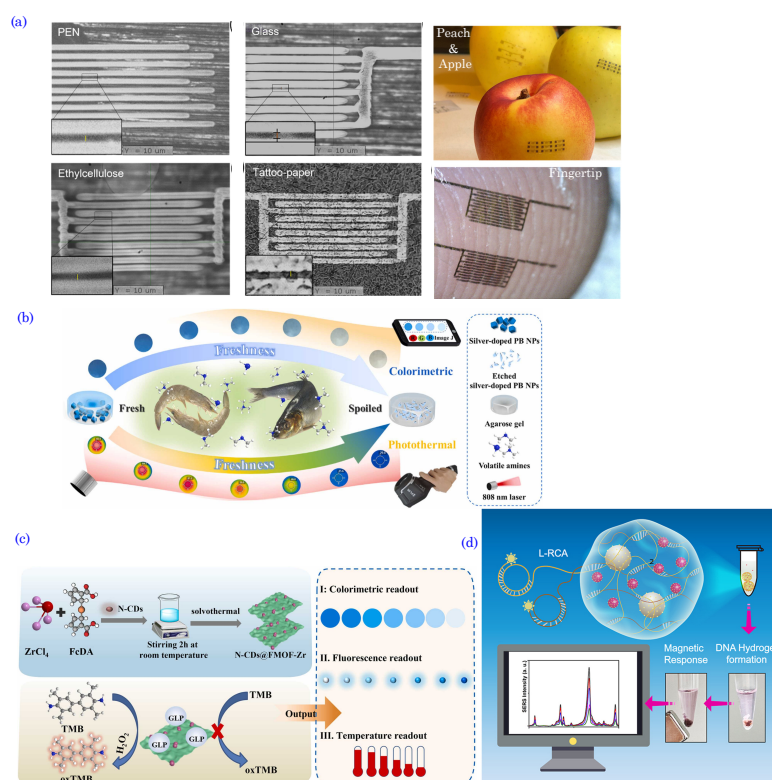 (a)
PEN
Y = 10 um
Glass
Y = 10 um
Peach
&
Apple
Ethylcellulose
Y = 10 um
Tattoo-paper
Y = 10 um
Fingertip
(b)
Freshness
Fresh
Spoiled
Freshness
Image J
Colorimetric
Photothermal
Silver-doped PB NPs
Etched
silver-doped PB NPs
Agarose gel
Volatile amines
808 nm laser
(c)
ZrCl4
FcDA
N-CDs
Stirring 2h at
room temperature
solvothermal
N-CDs@FMOF-Zr
TMB
oxTMB
H2O2
GLP
GLP
GLP
TMB
oxTMB
Output
I: Colorimetric readout
II. Fluorescence readout
III. Temperature readout
(d)
L-RCA
2
Magnetic
Response
DNA Hydrogel
formation
SERS Intensity (a. u.)